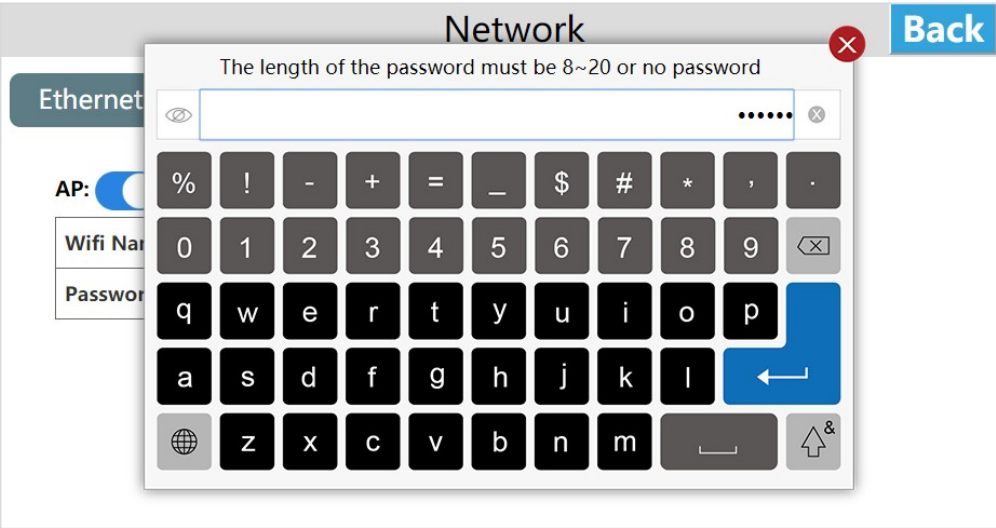 Network
Back
The length of the password must be 8~20 or no password
Ethernet
••••••
AP:
% ! - + = _ $ # * , .
Wifi Nar
0 1 2 3 4 5 6 7 8 9
Passwor
q w e r t y u i o p
a s d f g h j k l
z x c v b n m
&